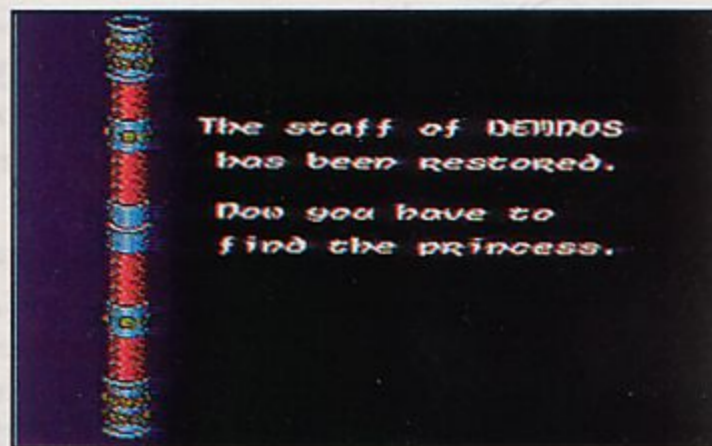 The staff of DEMNOS
has been restored.
Now you have to
find the princess.